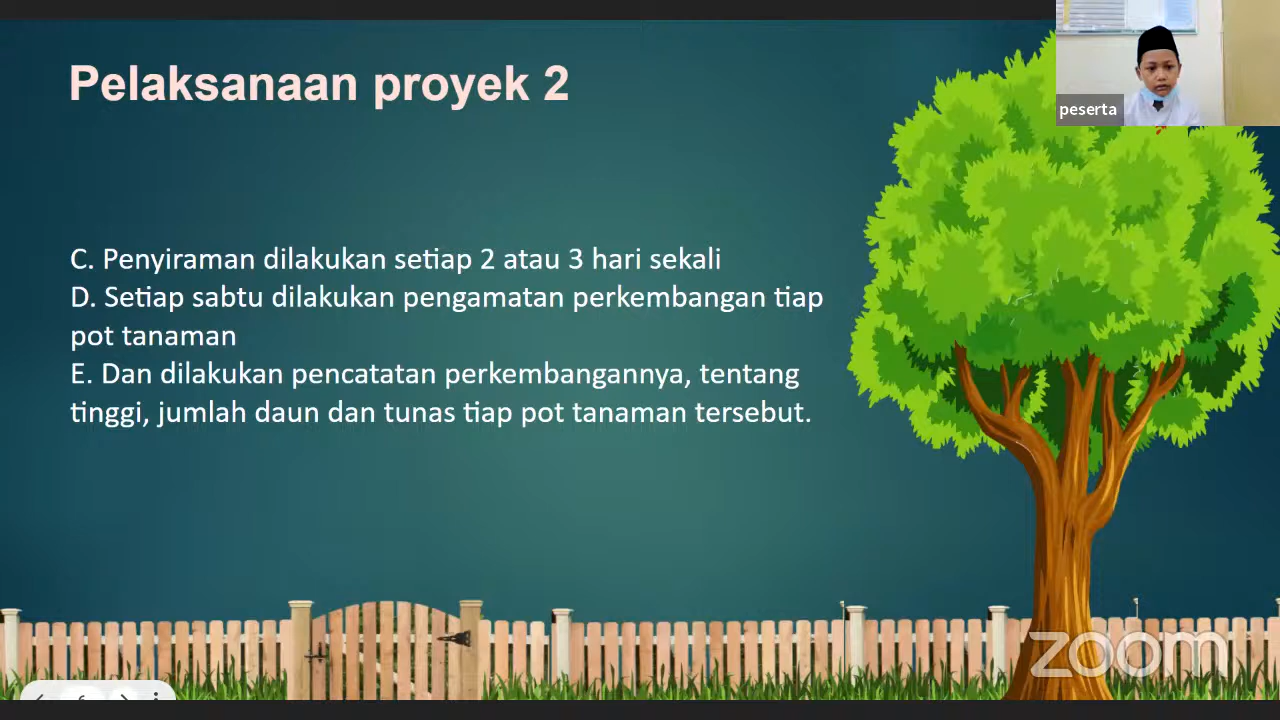 Pelaksanaan proyek 2
peserta
C. Penyiraman dilakukan setiap 2 atau 3 hari sekali
D. Setiap sabtu dilakukan pengamatan perkembangan tiap
pot tanaman
E. Dan dilakukan pencatatan perkembangannya, tentang
tinggi, jumlah daun dan tunas tiap pot tanaman tersebut.
zoom